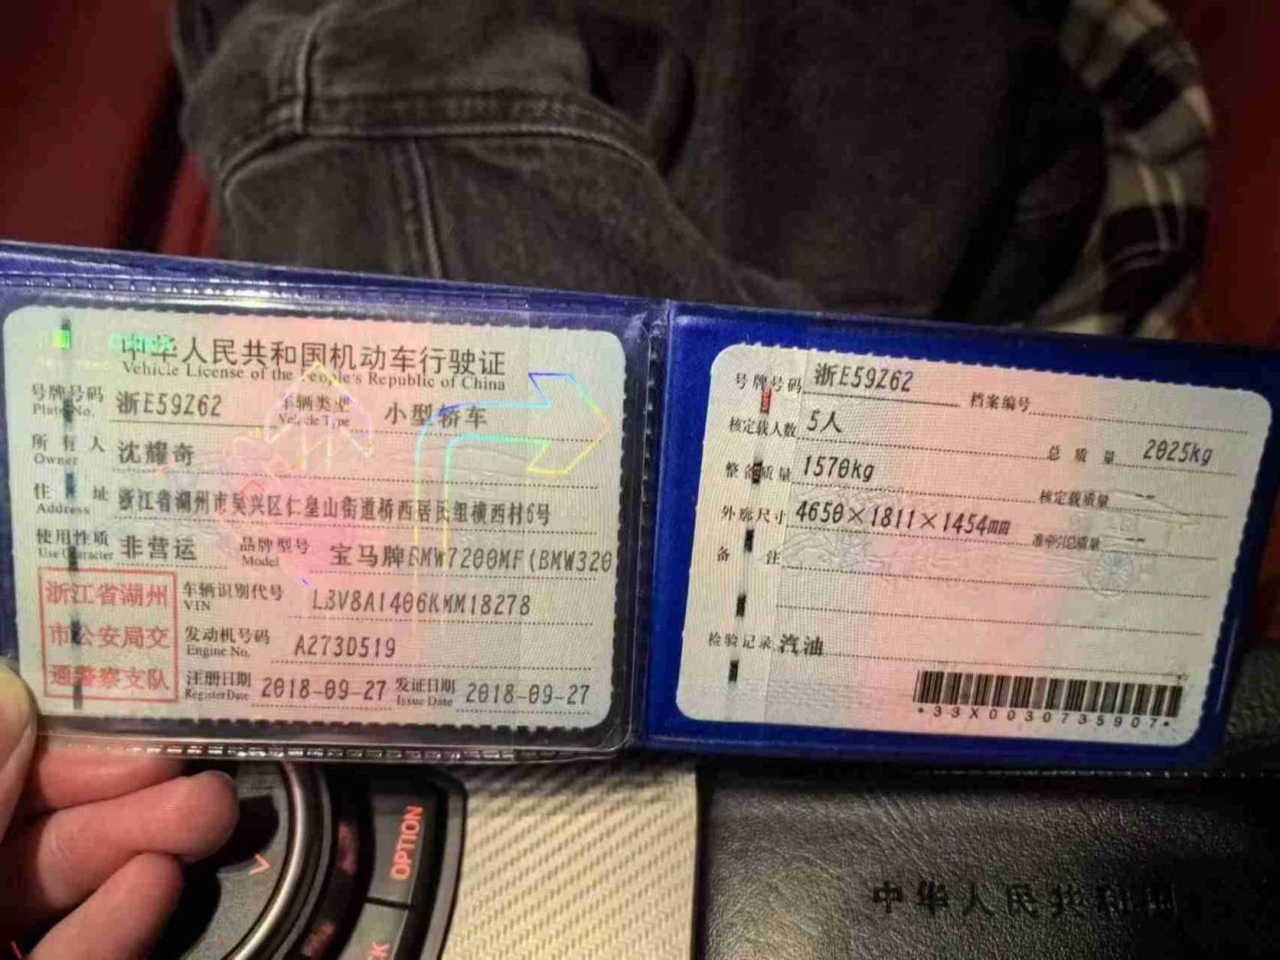 中华人民共和国机动车行驶证
Vehicle License of the People's Republic of China
号牌号码 浙E59Z62 车辆类型 小型轿车
Plate No. Vehicle Type
所有人 沈耀奇
Owner
住址 浙江省湖州市吴兴区仁皇山街道桥西居民组横西村6号
Address
使用性质 非营运 品牌型号 宝马牌BMW7200MF(BMW320
Use Character Model
浙江省湖州
市公安局交
通警察支队
车辆识别代号 LBV8A1406KMM18278
VIN
发动机号码 A273D519
Engine No.
注册日期 2018-09-27 发证日期 2018-09-27
Register Date Issue Date
号牌号码 浙E59Z62 档案编号
核定载人数 5人 总质量 2025kg
整备质量 1570kg 核定载质量
外廓尺寸 4650×1811×1454mm 准牵引总质量
备注
检验记录 汽油
*33X0030735907*
OPTION
中华人民共和国